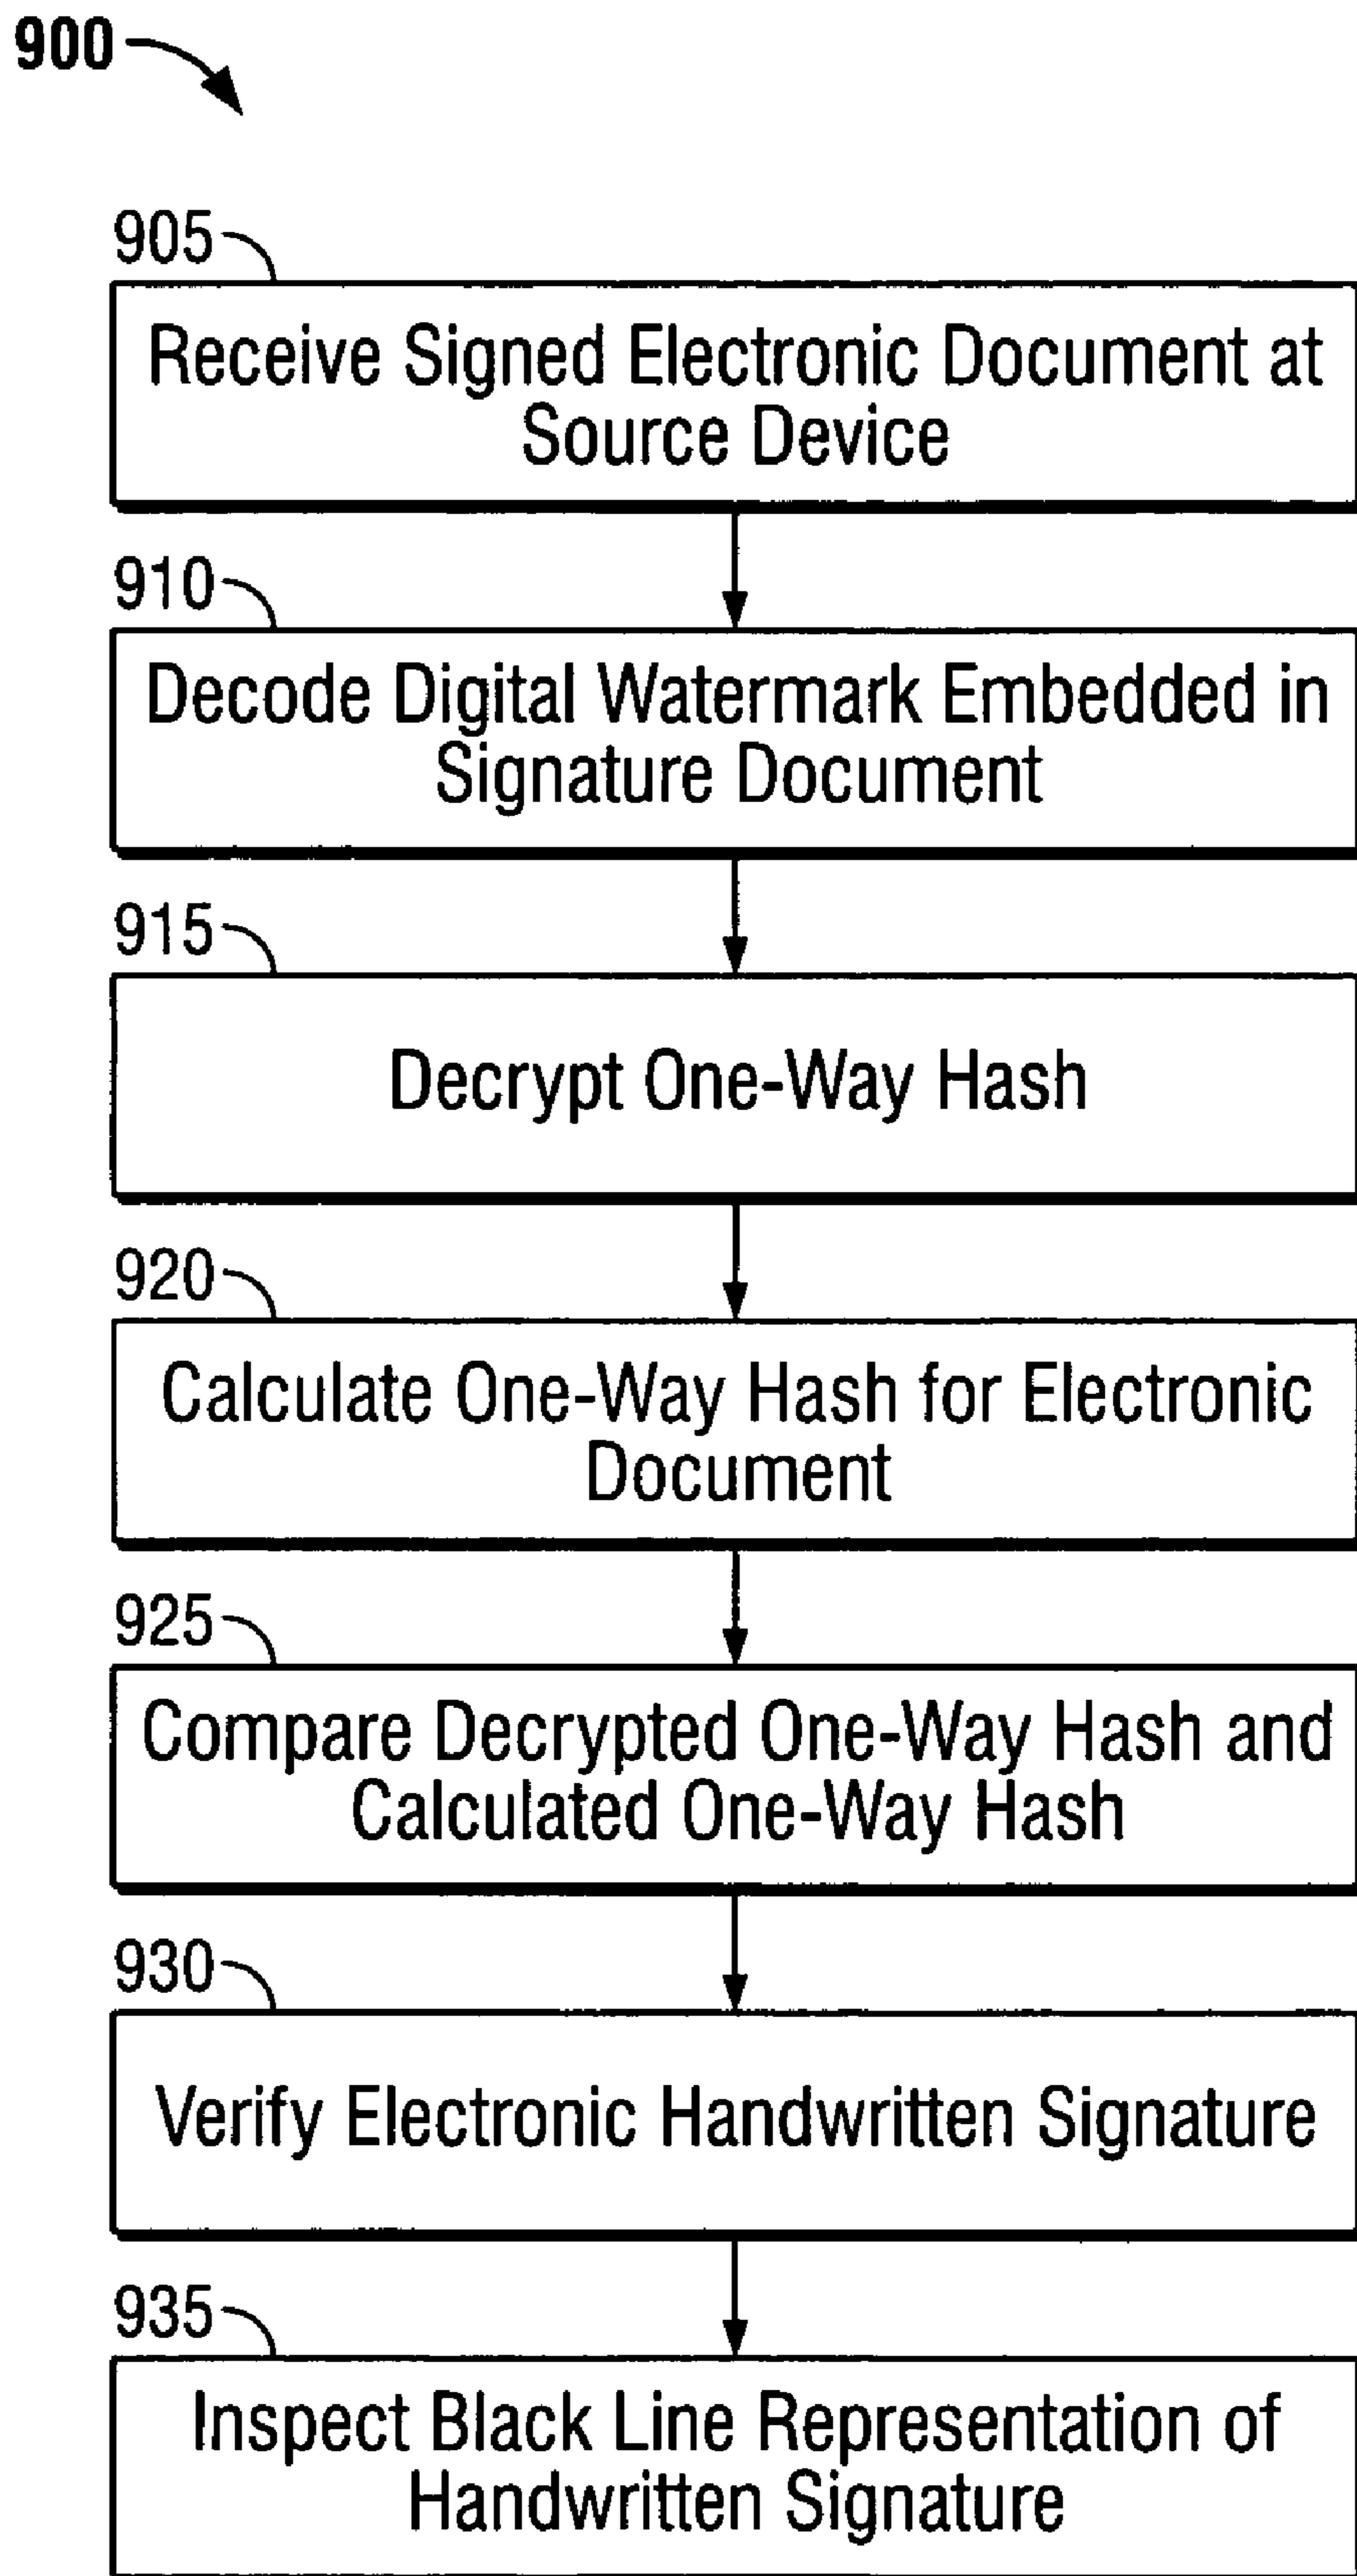 900
905
Receive Signed Electronic Document at
Source Device
910
Decode Digital Watermark Embedded in
Signature Document
915
Decrypt One-Way Hash
920
Calculate One-Way Hash for Electronic
Document
925
Compare Decrypted One-Way Hash and
Calculated One-Way Hash
930
Verify Electronic Handwritten Signature
935
Inspect Black Line Representation of
Handwritten Signature